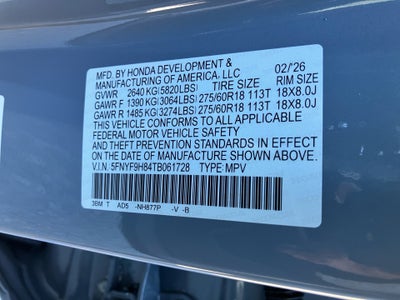 MFD. BY HONDA DEVELOPMENT & 02/'26
MANUFACTURING OF AMERICA, LLC
GVWR 2640 KG(5820LBS) TIRE SIZE RIM SIZE
GAWR F 1390 KG(3064LBS) 275/60R18 113T 18X8.0J
GAWR R 1485 KG(3274LBS) 275/60R18 113T 18X8.0J
THIS VEHICLE CONFORMS TO ALL APPLICABLE
FEDERAL MOTOR VEHICLE SAFETY AND THEFT
PREVENTION STANDARDS IN EFFECT ON THE
DATE OF MANUFACTURE SHOWN ABOVE.
V.I.N.:5FNYF9H84TB061728 TYPE:MPV
3BM T AD5 -NH877P -V -B